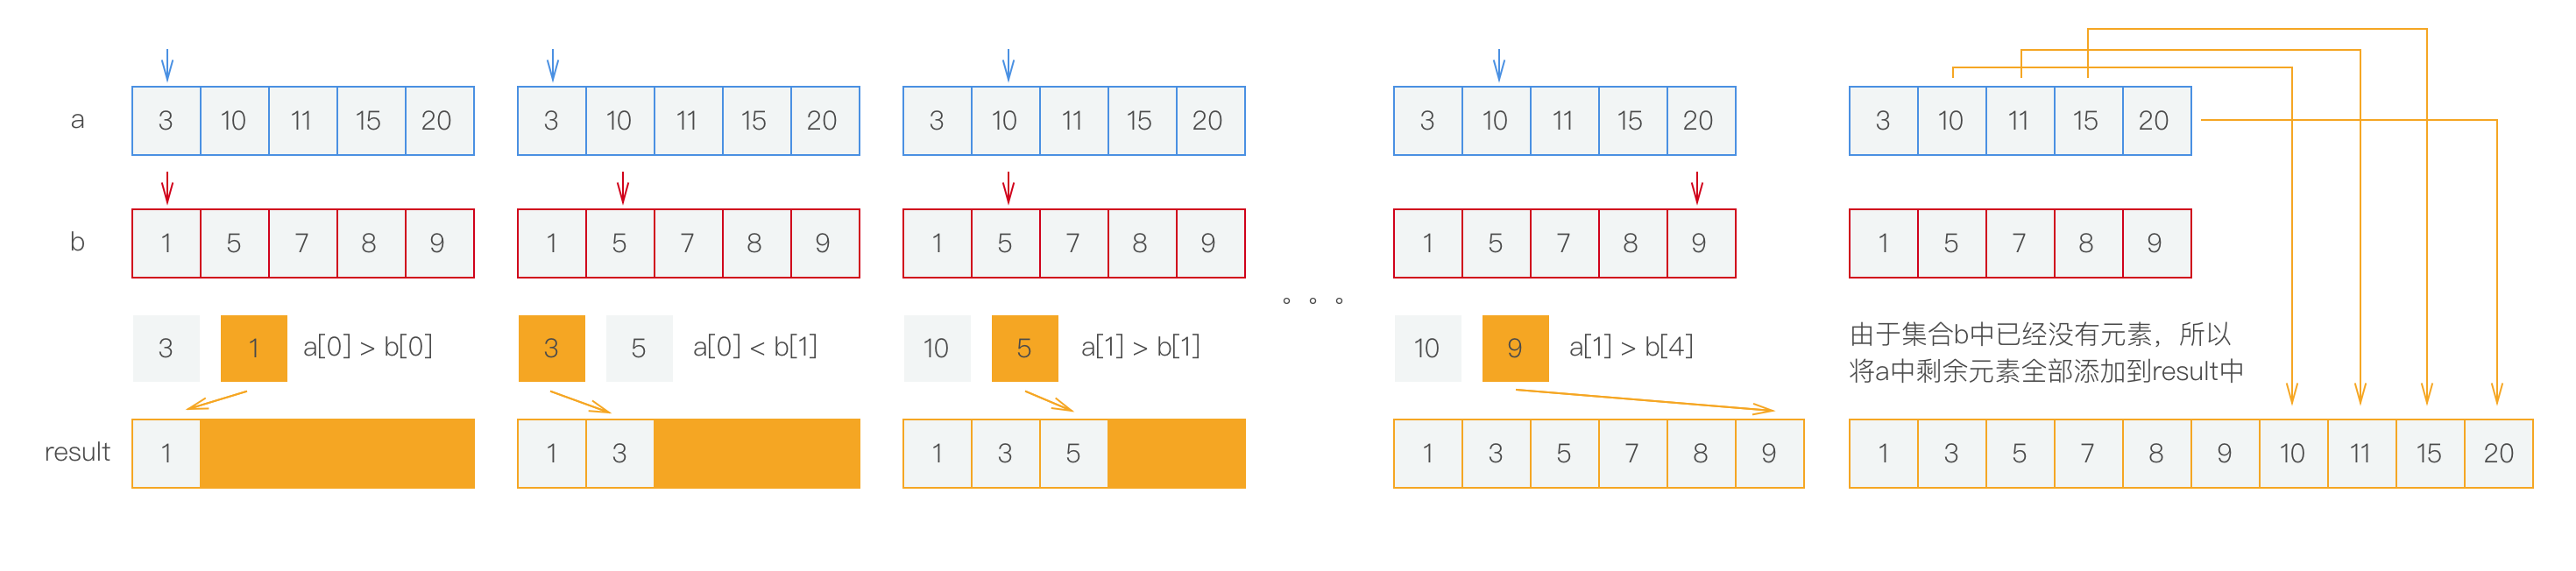 a 3 10 11 15 20 3 10 11 15 20 3 10 11 15 20 3 10 11 15 20 3 10 11 15 20
b 1 5 7 8 9 1 5 7 8 9 1 5 7 8 9 1 5 7 8 9 1 5 7 8 9
。。。
3 1 a[0] > b[0] 3 5 a[0] < b[1] 10 5 a[1] > b[1] 10 9 a[1] > b[4]
由于集合b中已经没有元素，所以
将a中剩余元素全部添加到result中
result 1 1 3 1 3 5 1 3 5 7 8 9 1 3 5 7 8 9 10 11 15 20